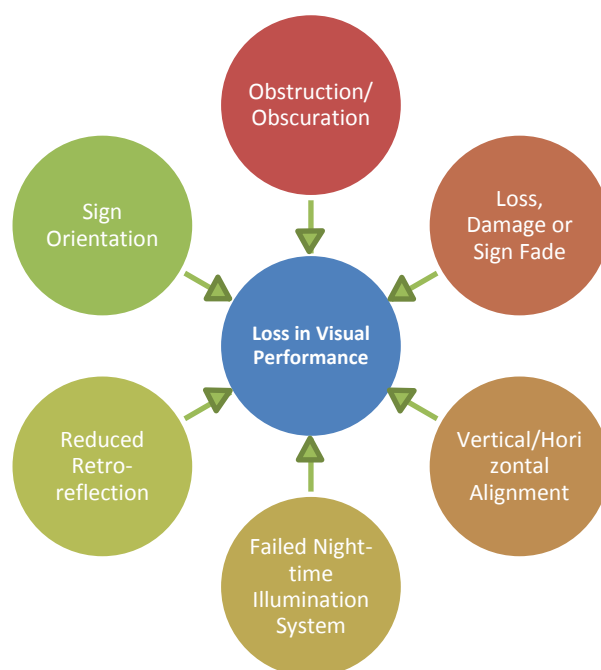 Obstruction/
Obscuration
Loss,
Damage or
Sign Fade
Vertical/Hori
zontal
Alignment
Failed Night-
time
Illumination
System
Reduced
Retro-
reflection
Sign
Orientation
Loss in Visual
Performance